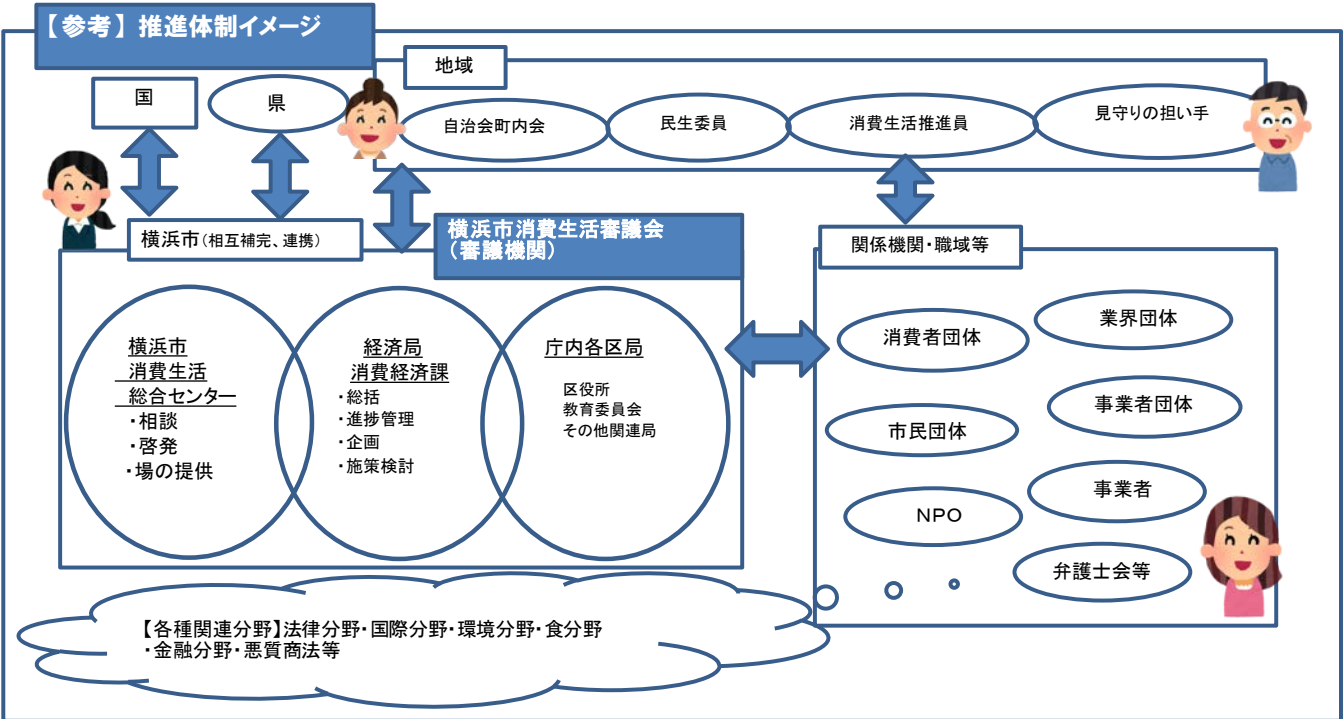 【参考】推進体制イメージ
国
県
地域
自治会町内会
民生委員
消費生活推進員
見守りの担い手
横浜市(相互補完、連携)
横浜市消費生活審議会
(審議機関)
関係機関・職域等
横浜市
消費生活
総合センター
・相談
・啓発
・場の提供
経済局
消費経済課
・総括
・進捗管理
・企画
・施策検討
庁内各区局
区役所
教育委員会
その他関連局
消費者団体
業界団体
市民団体
事業者団体
NPO
事業者
弁護士会等
【各種関連分野】法律分野・国際分野・環境分野・食分野
・金融分野・悪質商法等